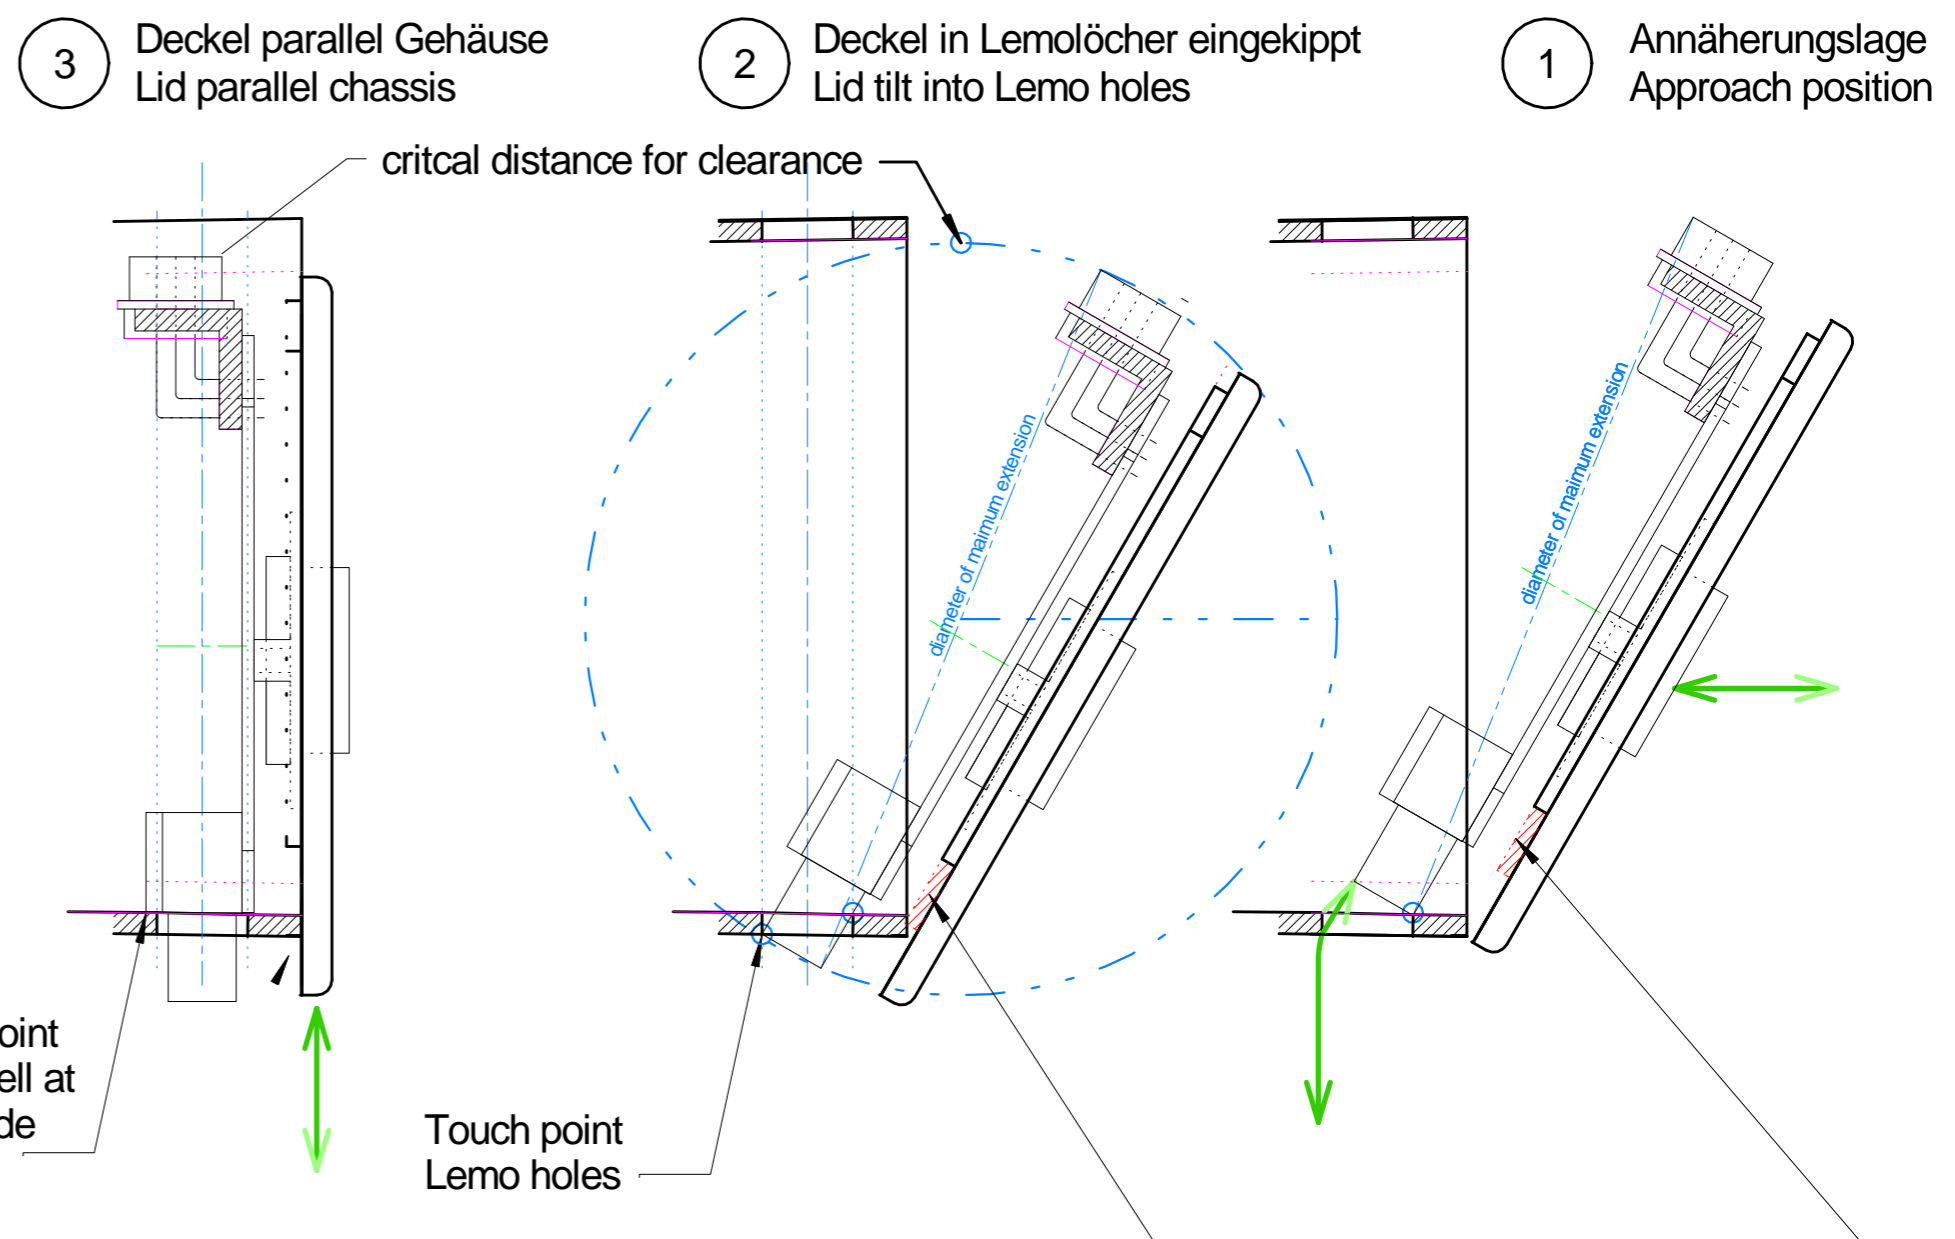 3
Deckel parallel Gehäuse
Lid parallel chassis
2
Deckel in Lemolöcher eingekippt
Lid tilt into Lemo holes
1
Annäherungslage
Approach position
critcal distance for clearance
diameter of maimum extension
diameter of maimum extension
oint
ell at
de
Touch point
Lemo holes